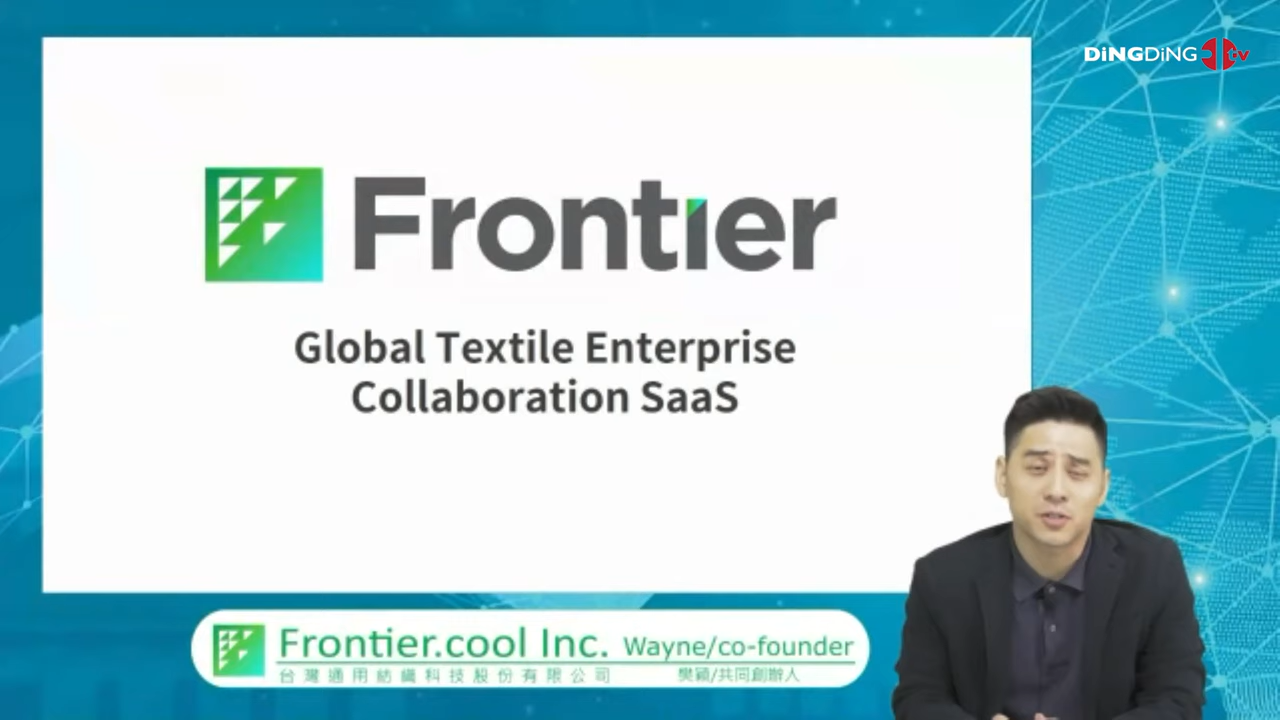 DiNGDiNG tv
Frontier
Global Textile Enterprise
Collaboration SaaS
Frontier.cool Inc. Wayne/co-founder
台灣通用紡織科技股份有限公司 樊穎/共同創辦人